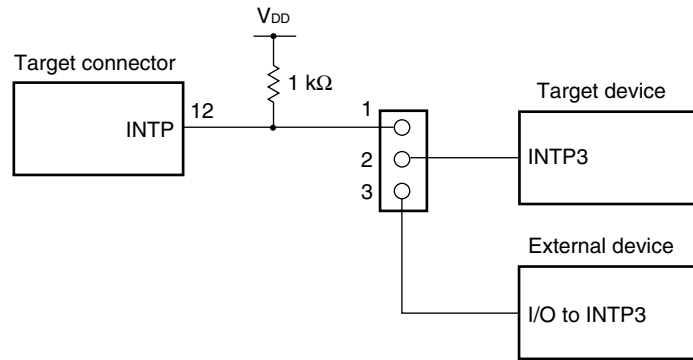 VDD
Target connector
1 kΩ
12
INTP
1
2
3
Target device
INTP3
External device
I/O to INTP3